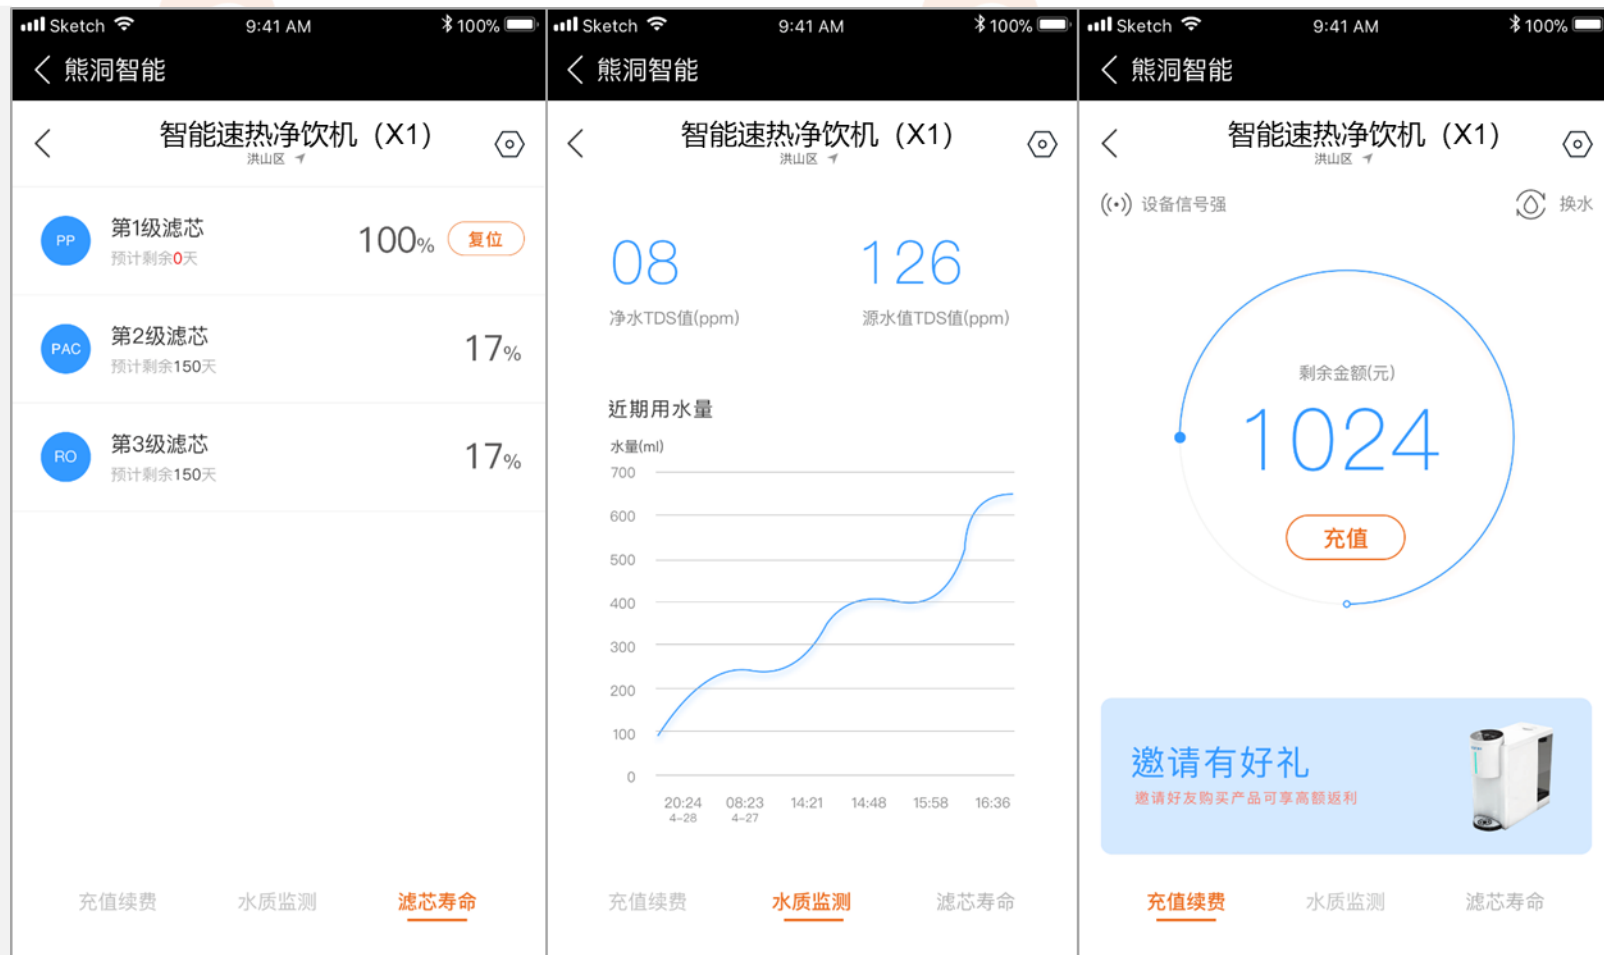 Sketch 9:41 AM 100%
熊洞智能
智能速热净饮机（X1）
洪山区
PP 第1级滤芯 100% 复位
预计剩余0天
PAC 第2级滤芯 17%
预计剩余150天
RO 第3级滤芯 17%
预计剩余150天
充值续费 水质监测 滤芯寿命
Sketch 9:41 AM 100%
熊洞智能
智能速热净饮机（X1）
洪山区
08 126
净水TDS值(ppm) 源水值TDS值(ppm)
近期用水量
水量(ml)
700
600
500
400
300
200
100
0
20:24 08:23 14:21 14:48 15:58 16:36
4-28 4-27
充值续费 水质监测 滤芯寿命
Sketch 9:41 AM 100%
熊洞智能
智能速热净饮机（X1）
洪山区
设备信号强 换水
剩余金额(元)
1024
充值
邀请有好礼
邀请好友购买产品可享高额返利
充值续费 水质监测 滤芯寿命